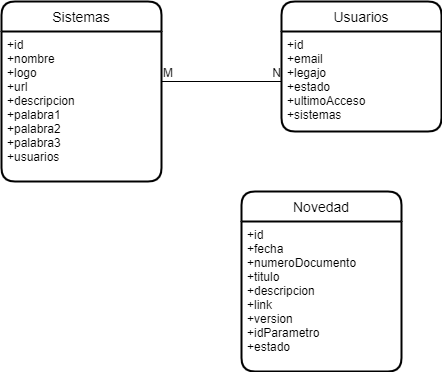 Sistemas
+id
+nombre
+logo
+url
+descripcion
+palabra1
+palabra2
+palabra3
+usuarios
M
N
Usuarios
+id
+email
+legajo
+estado
+ultimoAcceso
+sistemas
Novedad
+id
+fecha
+numeroDocumento
+titulo
+descripcion
+link
+version
+idParametro
+estado